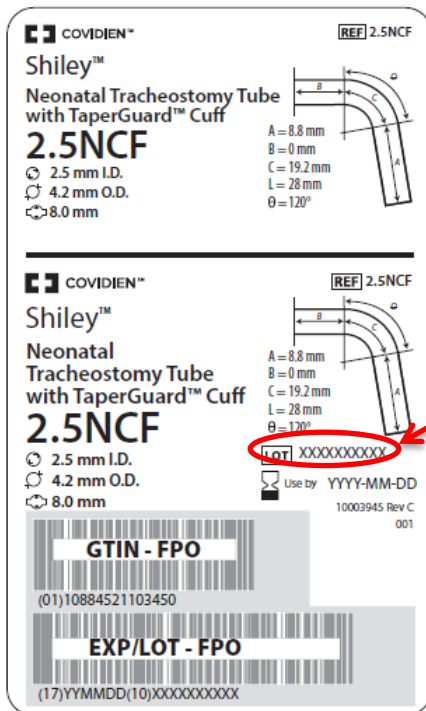 COVIDIEN™
REF 2.5NCF
Shiley™
Neonatal Tracheostomy Tube
with TaperGuard™ Cuff
2.5NCF
2.5 mm I.D.
4.2 mm O.D.
8.0 mm
A = 8.8 mm
B = 0 mm
C = 19.2 mm
L = 28 mm
θ = 120°
B
C
θ
A
COVIDIEN™
REF 2.5NCF
Shiley™
Neonatal
Tracheostomy Tube
with TaperGuard™ Cuff
2.5NCF
2.5 mm I.D.
4.2 mm O.D.
8.0 mm
A = 8.8 mm
B = 0 mm
C = 19.2 mm
L = 28 mm
θ = 120°
B
C
θ
A
LOT XXXXXXXXXX
Use by YYYY-MM-DD
10003945 Rev C
001
GTIN - FPO
(01)10884521103450
EXP/LOT - FPO
(17)YYMMDD(10)XXXXXXXXXX